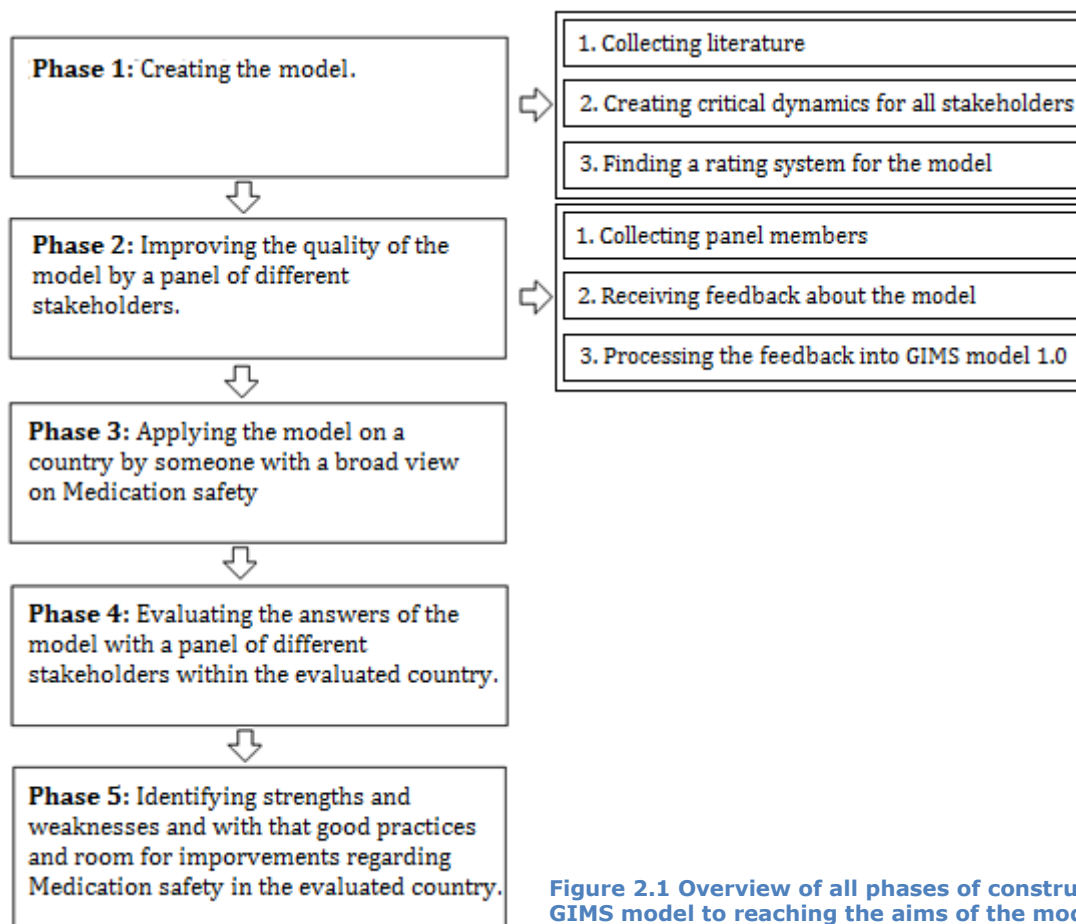 Phase 1: Creating the model.
1. Collecting literature
2. Creating critical dynamics for all stakeholders
3. Finding a rating system for the model
Phase 2: Improving the quality of the
model by a panel of different
stakeholders.
1. Collecting panel members
2. Receiving feedback about the model
3. Processing the feedback into GIMS model 1.0
Phase 3: Applying the model on a
country by someone with a broad view
on Medication safety
Phase 4: Evaluating the answers of the
model with a panel of different
stakeholders within the evaluated country.
Phase 5: Identifying strengths and
weaknesses and with that good practices
and room for imporvements regarding
Medication safety in the evaluated country.
Figure 2.1 Overview of all phases of constru
GIMS model to reaching the aims of the mo